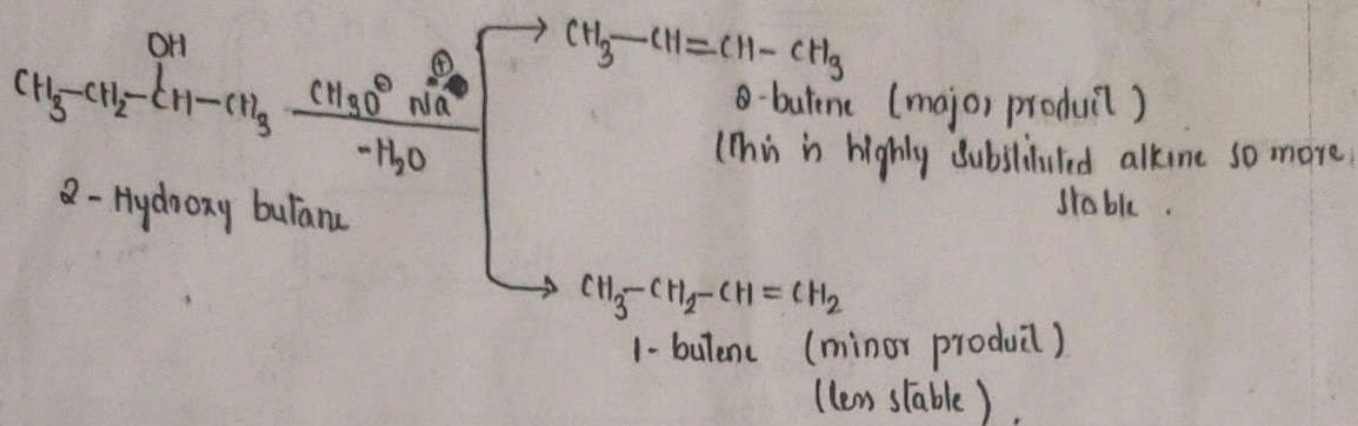 OH
CH₃–CH₂–CH–CH₃
CH₃O⊖ Na⊕
-H₂O
2-Hydroxy butane
CH₃–CH=CH–CH₃
2-butene (major product)
(This is highly substituted alkene so more
stable.
CH₃–CH₂–CH=CH₂
1-butene (minor product)
(less stable).